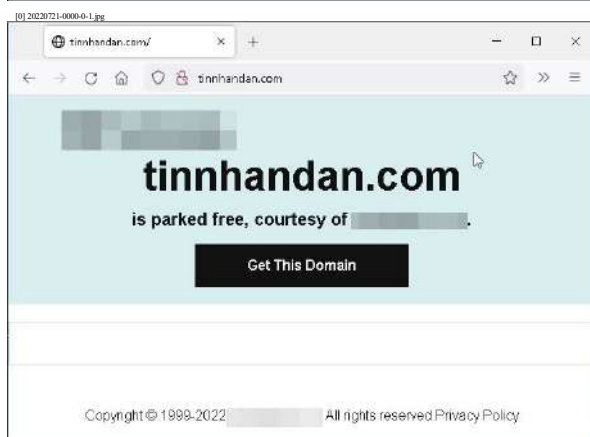 [0] 20220721-0000-0-1.jpg
tinnhandan.com/
tinnhandan.com
tinnhandan.com
is parked free, courtesy of .
Get This Domain
Copyright © 1999-2022 All rights reserved.Privacy Policy